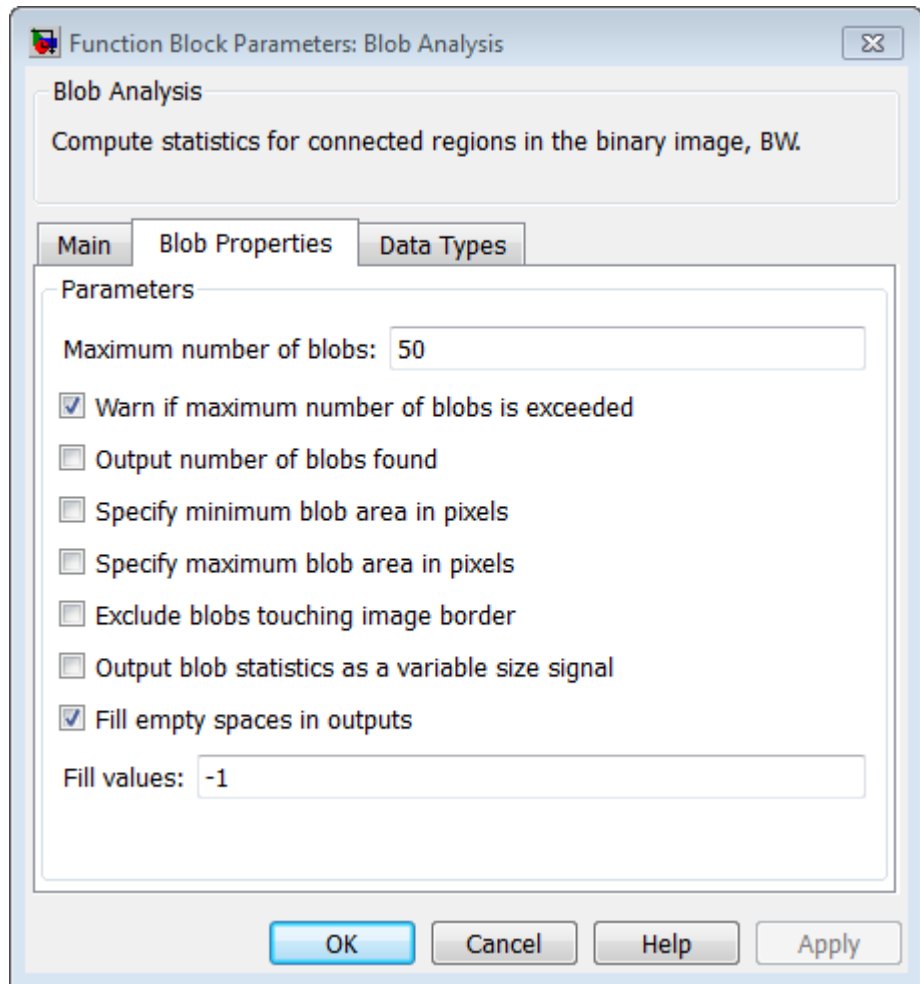 Function Block Parameters: Blob Analysis
Blob Analysis
Compute statistics for connected regions in the binary image, BW.
Main Blob Properties Data Types
Parameters
Maximum number of blobs: 50
Warn if maximum number of blobs is exceeded
Output number of blobs found
Specify minimum blob area in pixels
Specify maximum blob area in pixels
Exclude blobs touching image border
Output blob statistics as a variable size signal
Fill empty spaces in outputs
Fill values: -1
OK Cancel Help Apply